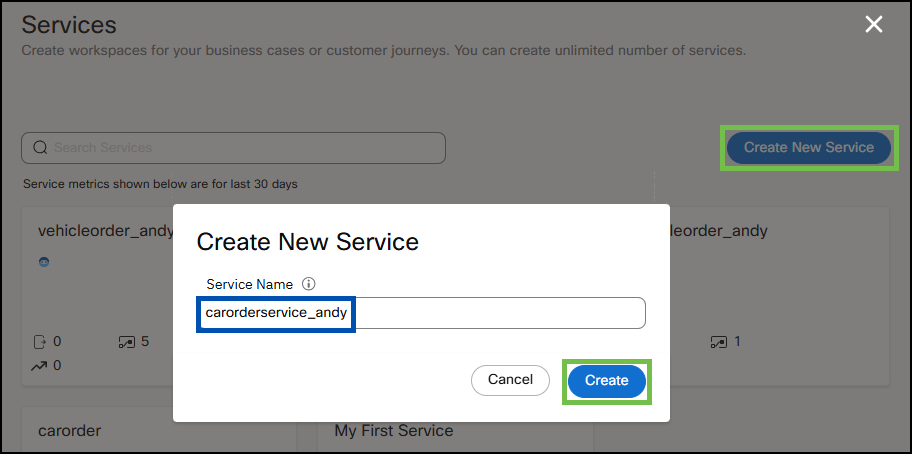 Services
Create workspaces for your business cases or customer journeys. You can create unlimited number of services.
Search Services
Create New Service
Service metrics shown below are for last 30 days
vehicleorder_andy
leorder_andy
Create New Service
Service Name
carorderservice_andy
0
5
1
0
Cancel
Create
carorder
My First Service